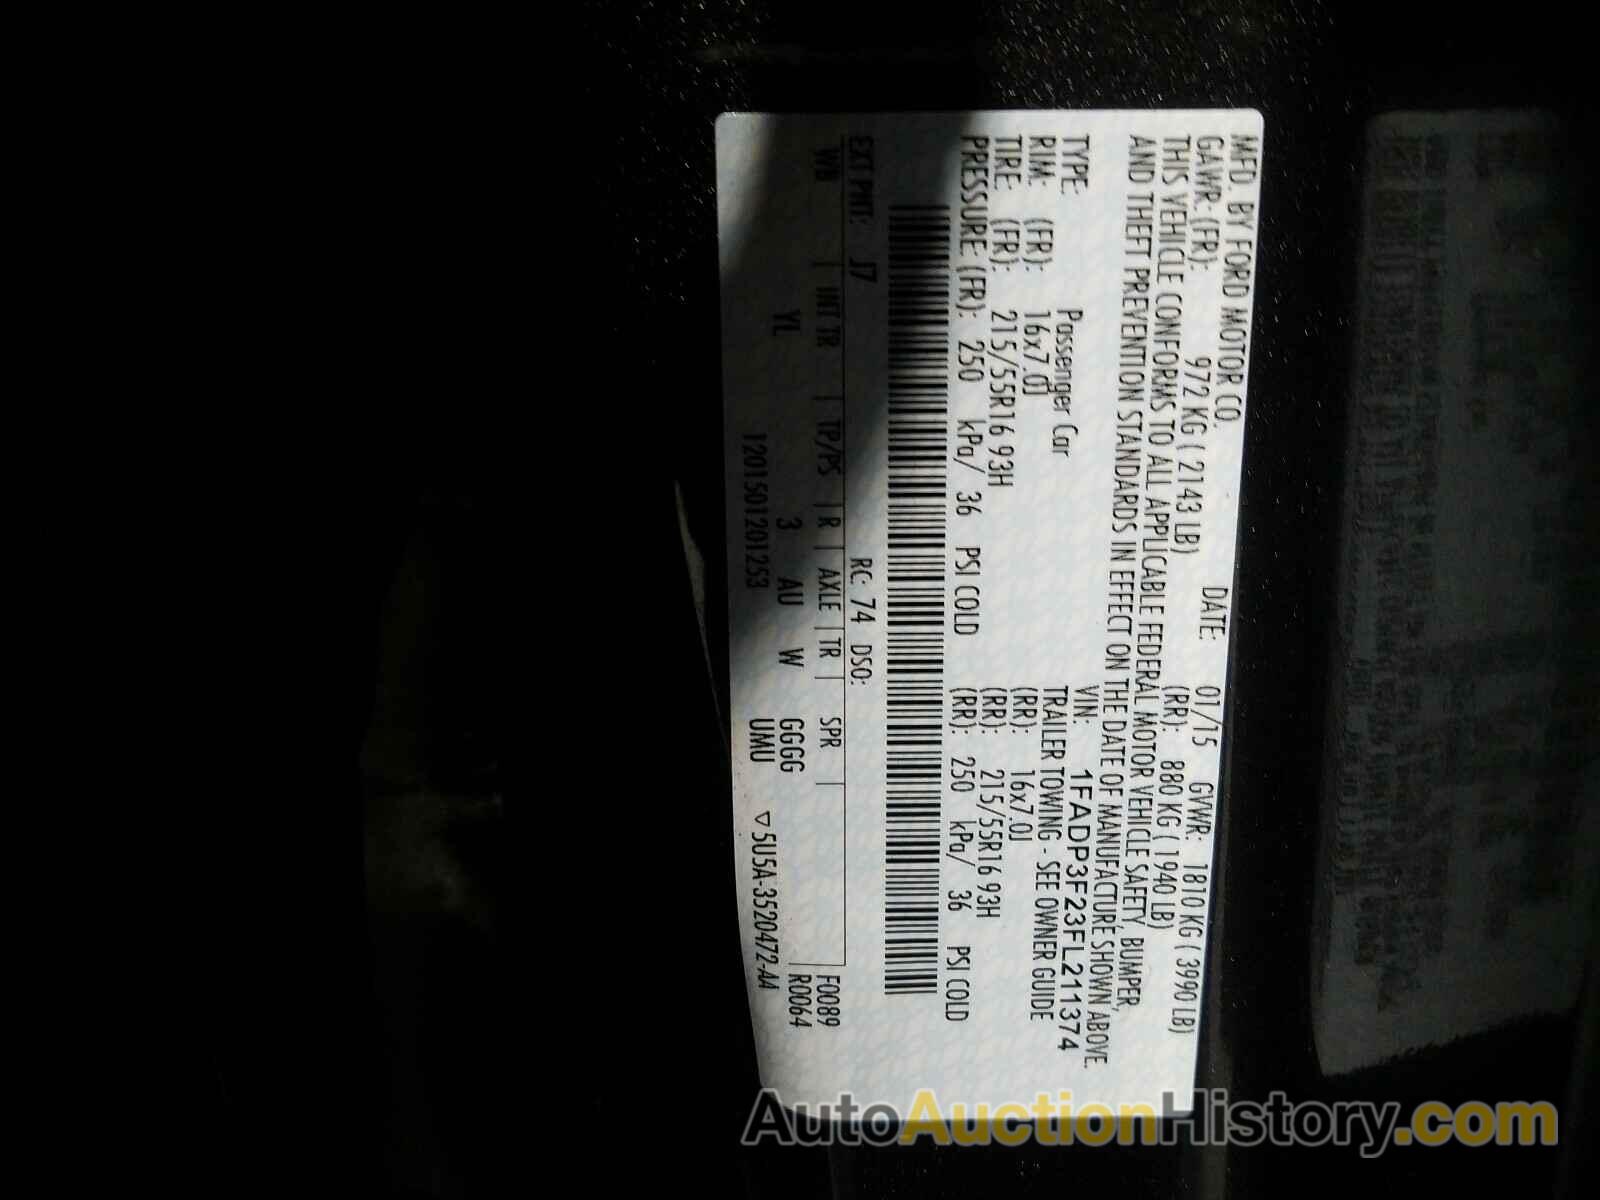 MFD. BY FORD MOTOR CO.
DATE: 01/15 GVWR: 1810 KG ( 3990 LB)
GAWR: (FR): 972 KG ( 2143 LB) (RR): 880 KG ( 1940 LB)
THIS VEHICLE CONFORMS TO ALL APPLICABLE FEDERAL MOTOR VEHICLE SAFETY, BUMPER,
AND THEFT PREVENTION STANDARDS IN EFFECT ON THE DATE OF MANUFACTURE SHOWN ABOVE.
VIN: 1FADP3F23FL211374
TYPE: Passenger Car TRAILER TOWING - SEE OWNER GUIDE
RIM: (FR): 16x7.0J (RR): 16x7.0J
TIRE: (FR): 215/55R16 93H (RR): 215/55R16 93H
PRESSURE: (FR): 250 kPa/ 36 PSI COLD (RR): 250 kPa/ 36 PSI COLD
EXT PNT: J7 RC: 74 DSO:
WB | INT TR | TP/PS | R | AXLE | TR | SPR | F0089
YL 3 AU W GGGG R0064
UMU
1201501201253 ▽5U5A-3520472-AA
AutoAuctionHistory.com